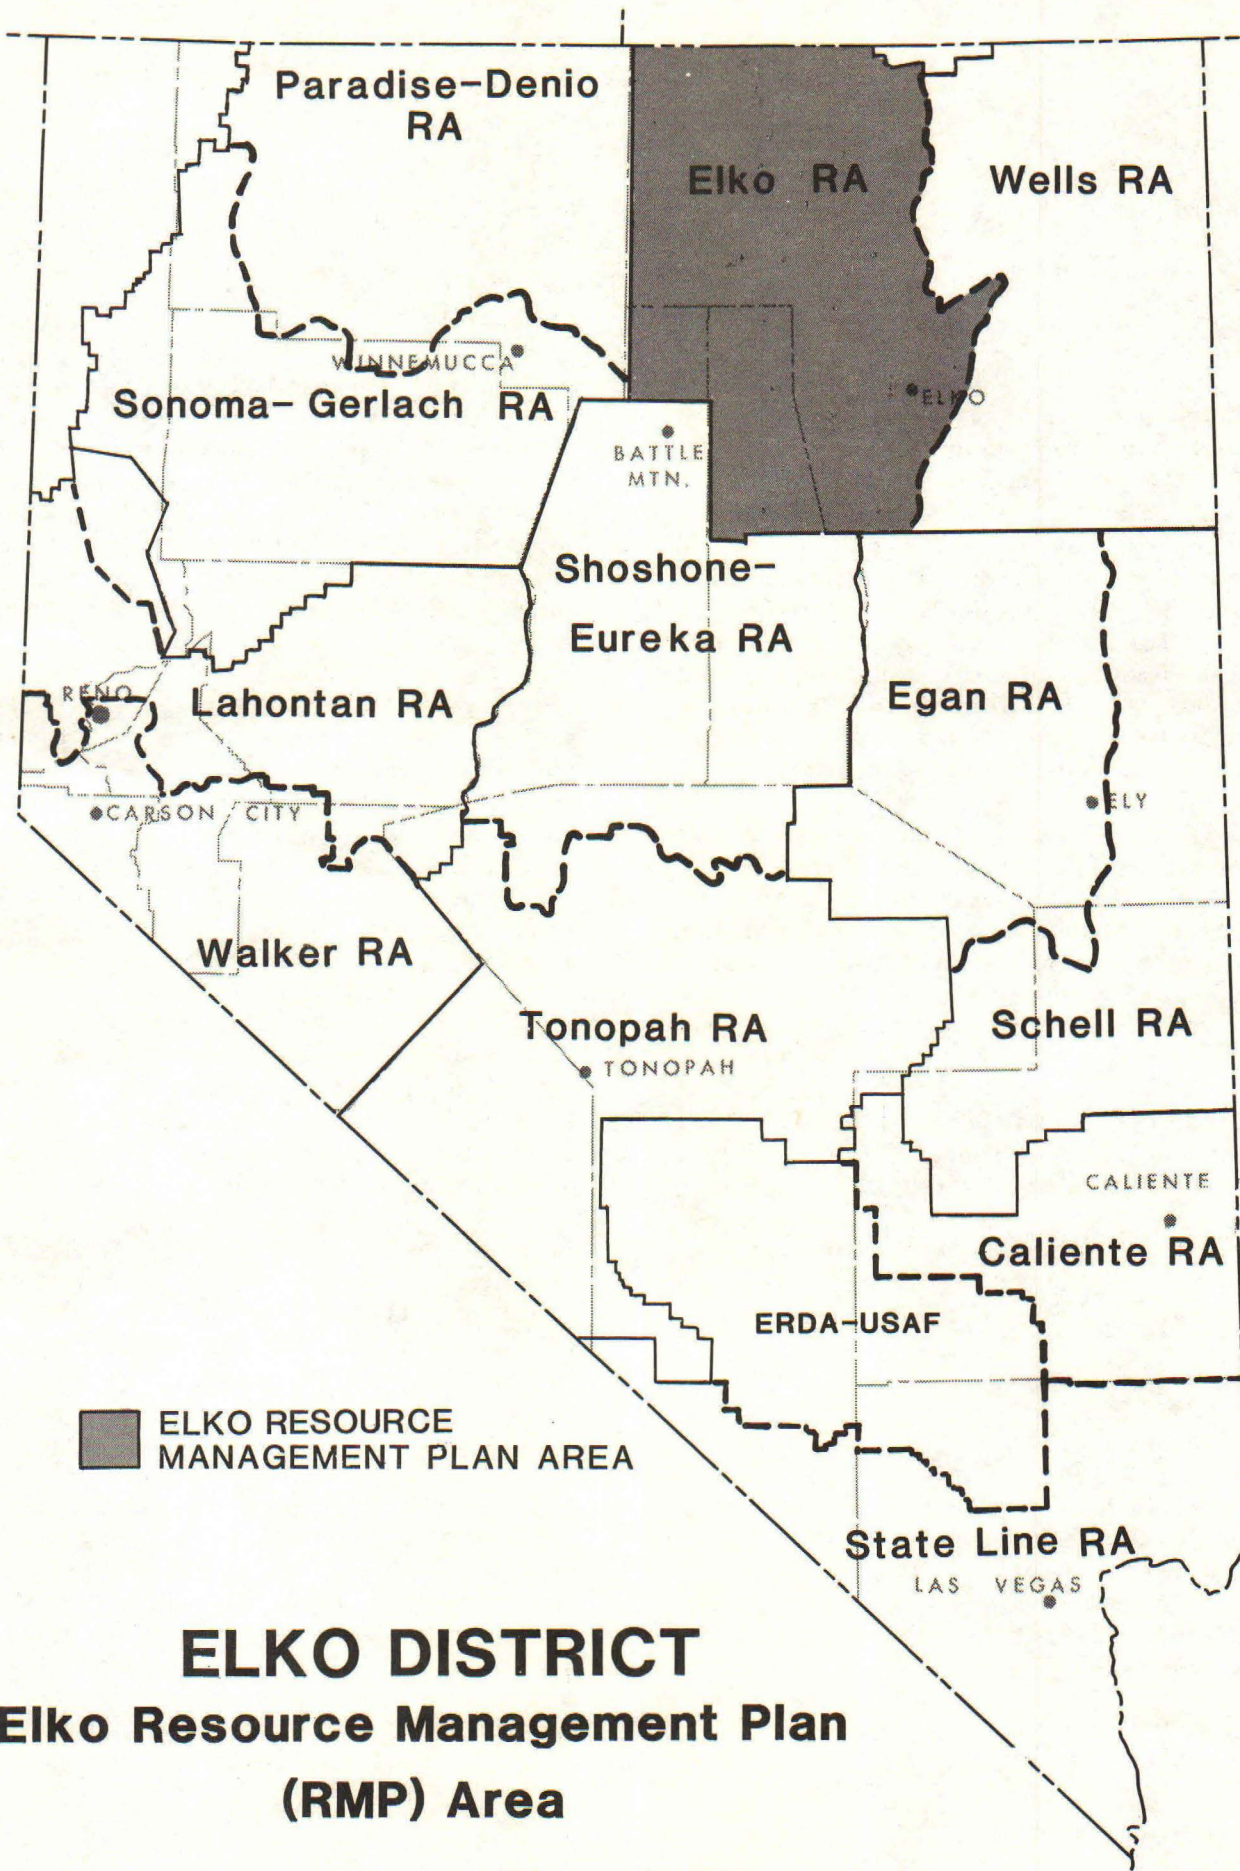 Paradise-Denio
RA
Elko RA
Wells RA
WINNEMUCCA
Sonoma-Gerlach RA
ELKO
BATTLE
MTN.
Shoshone-
Eureka RA
RENO
Lahontan RA
Egan RA
CARSON CITY
ELY
Walker RA
Tonopah RA
TONOPAH
Schell RA
CALIENTE
Caliente RA
ERDA-USAF
ELKO RESOURCE
MANAGEMENT PLAN AREA
State Line RA
LAS VEGAS
ELKO DISTRICT
Elko Resource Management Plan
(RMP) Area